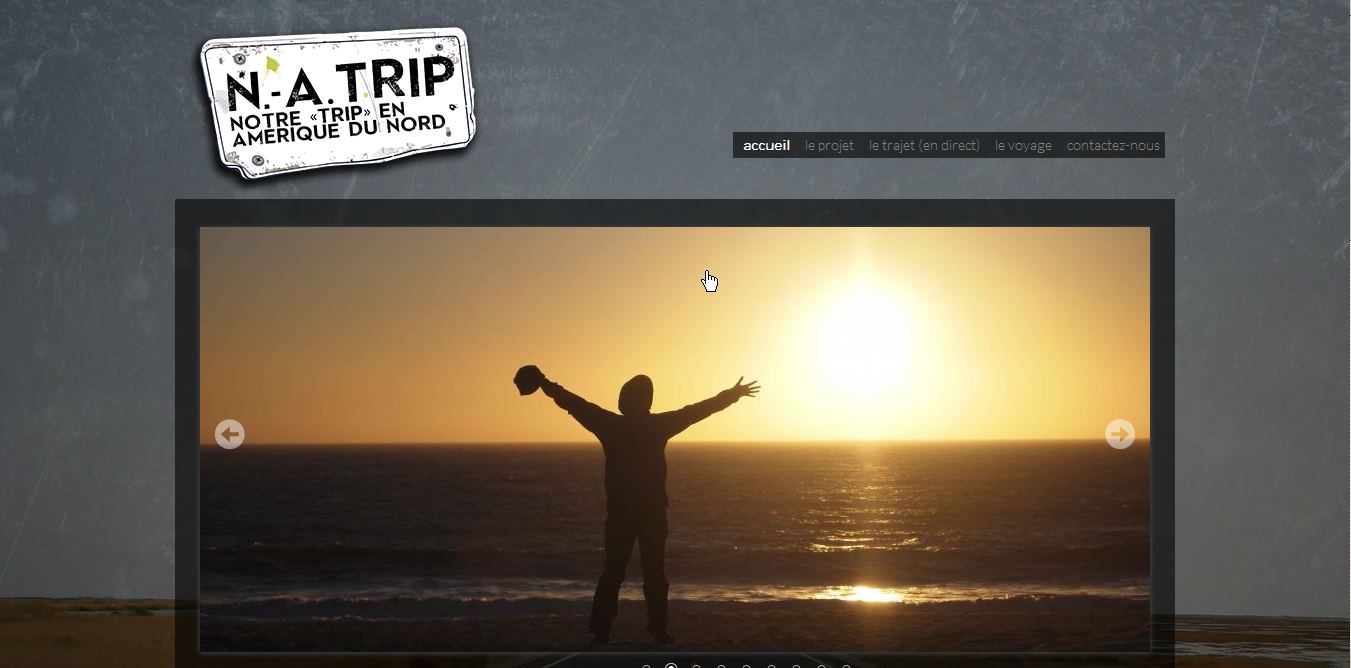 N.-A.TRIP
NOTRE «TRIP» EN
AMERIQUE DU NORD
accueil le projet le trajet (en direct) le voyage contactez-nous